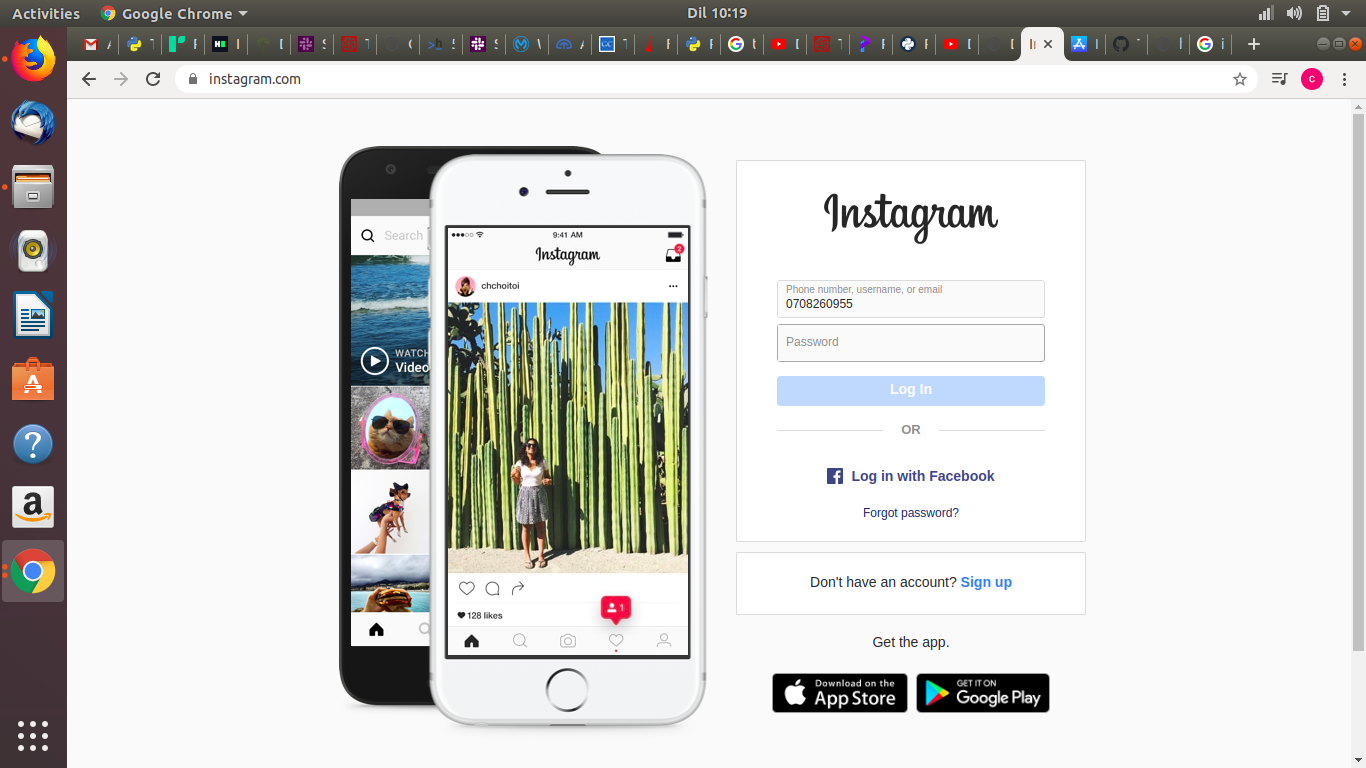 Activities
Google Chrome
Dil 10:19
instagram.com
C
Search
WATCH
Video
9:41 AM
Instagram
2
chchoitoi
128 likes
1
Instagram
Phone number, username, or email
0708260955
Password
Log In
OR
Log in with Facebook
Forgot password?
Don't have an account? Sign up
Get the app.
Download on the
App Store
GET IT ON
Google Play